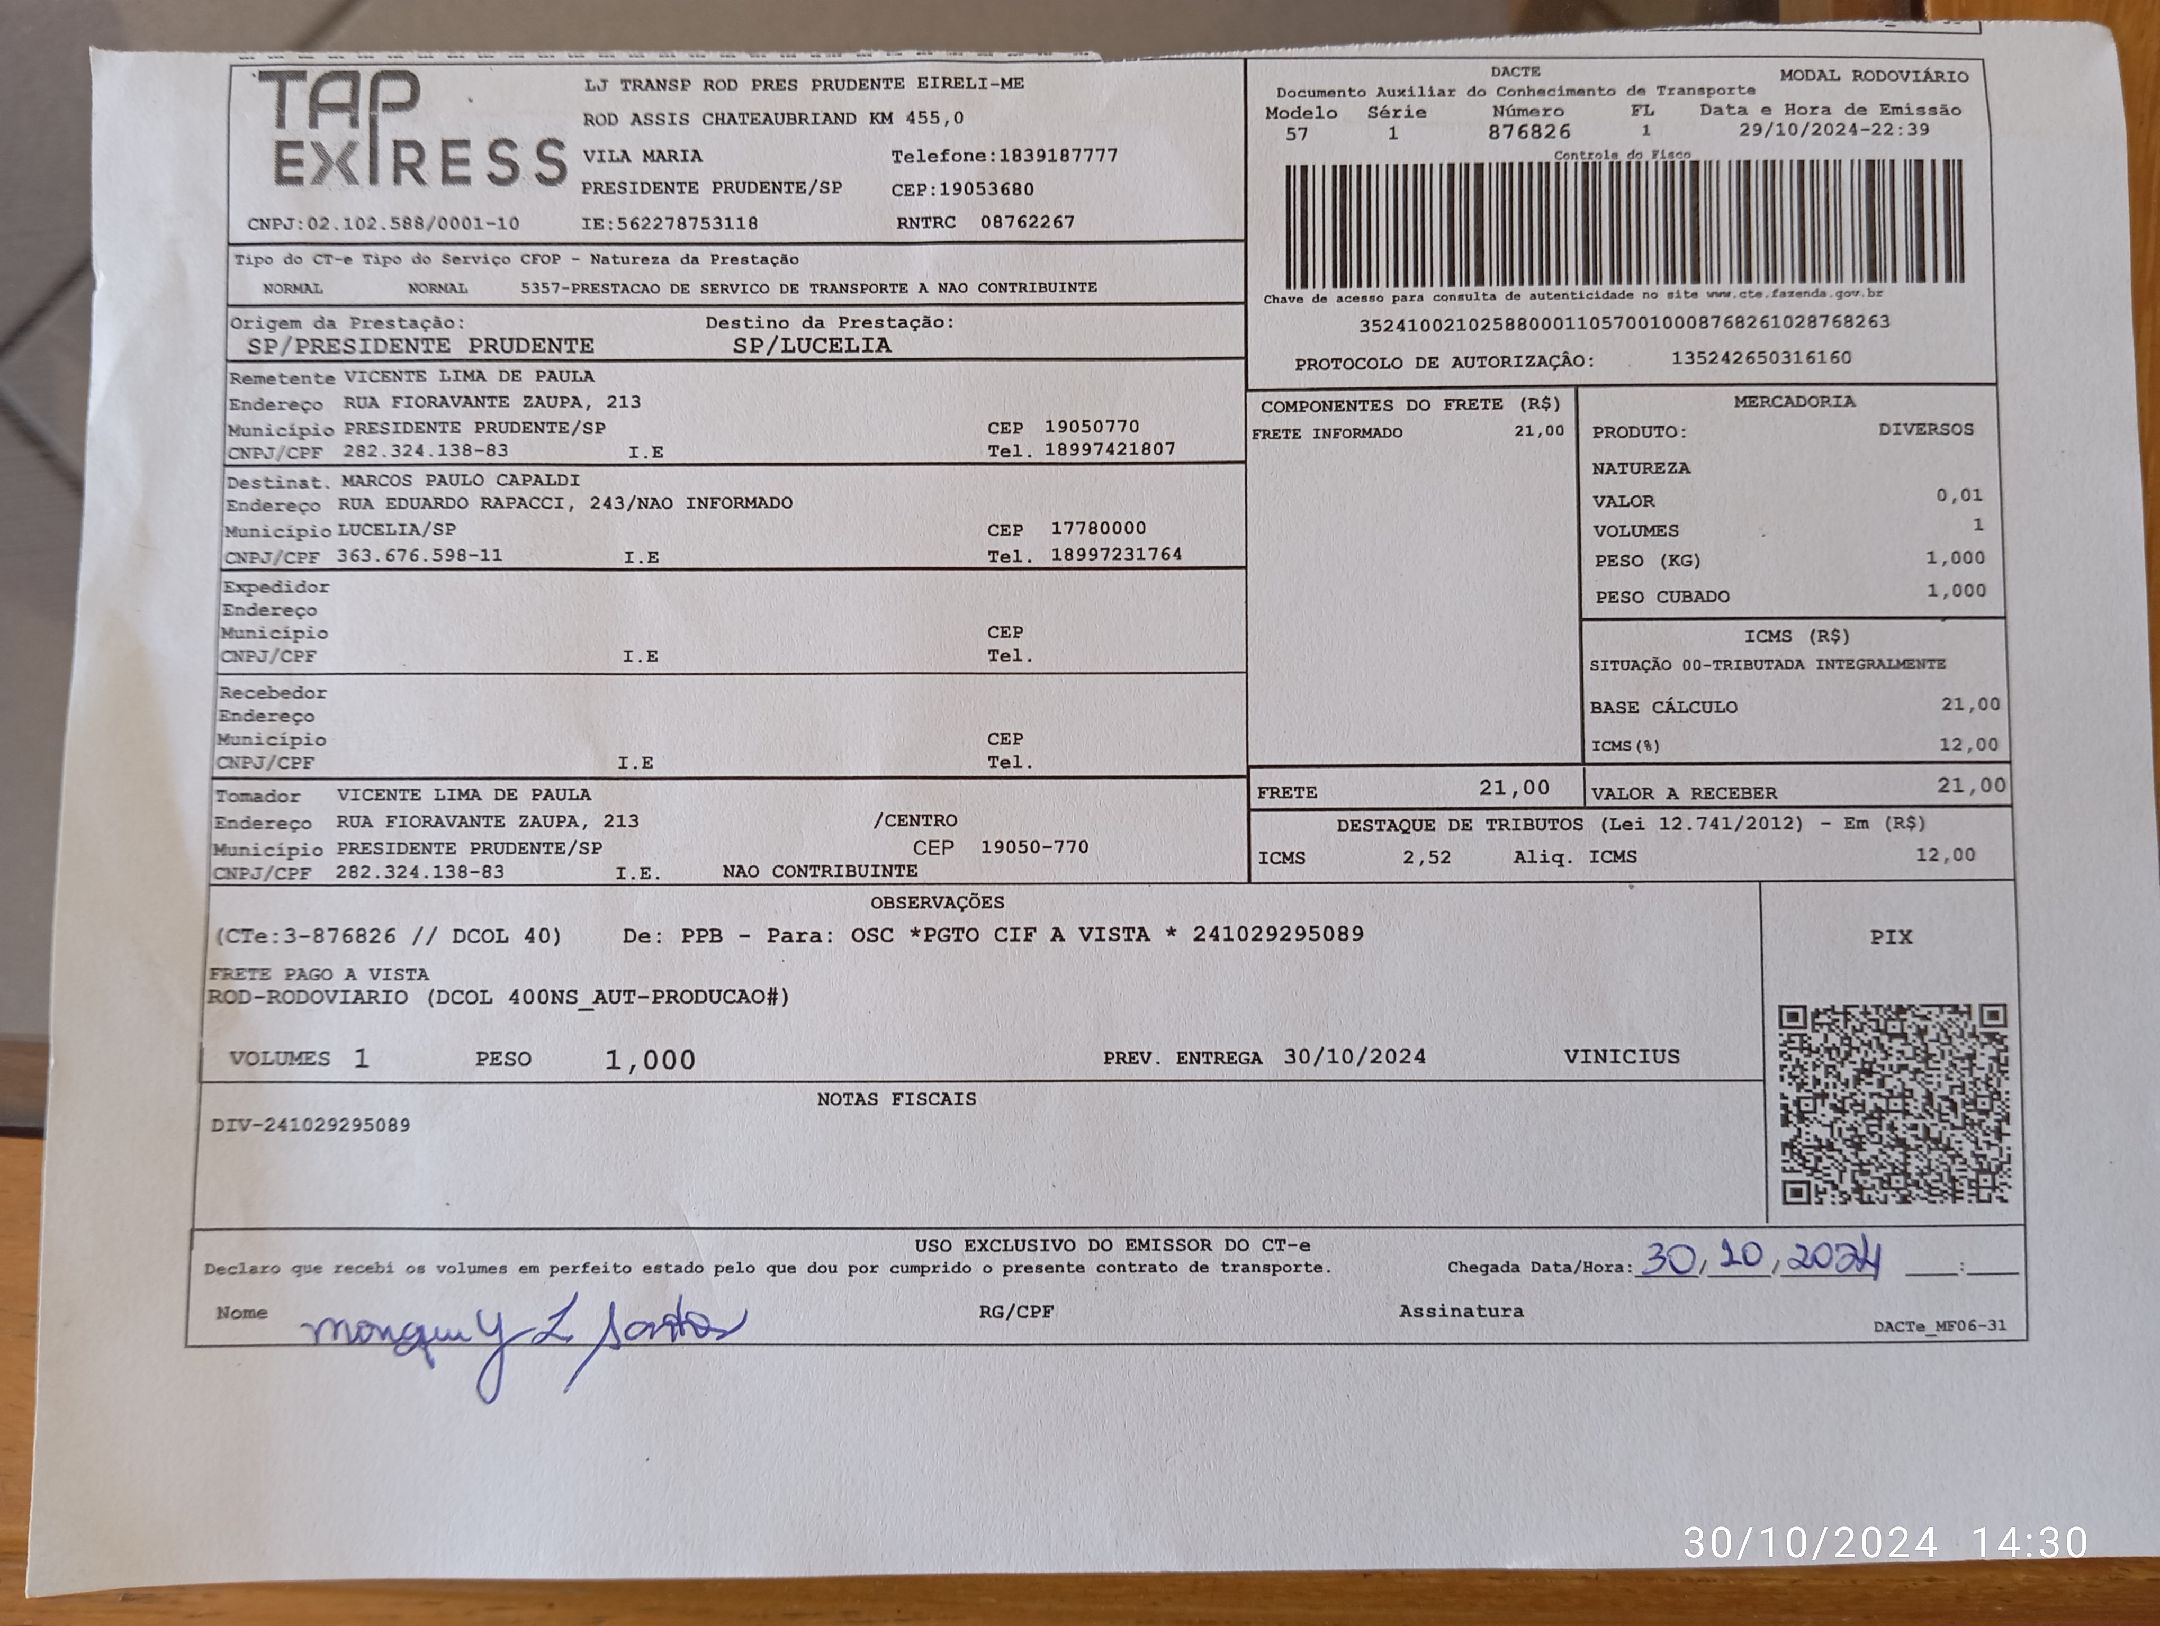 TAP EXPRESS
LJ TRANSP ROD PRES PRUDENTE EIRELI-ME
ROD ASSIS CHATEAUBRIAND KM 455,0
VILA MARIA Telefone:1839187777
PRESIDENTE PRUDENTE/SP CEP:19053680
CNPJ:02.102.588/0001-10 IE:562278753118 RNTRC 08762267
DACTE MODAL RODOVIÁRIO
Documento Auxiliar do Conhecimento de Transporte
Modelo Série Número FL Data e Hora de Emissão
57 1 876826 1 29/10/2024-22:39
Controle do Fisco
Chave de acesso para consulta de autenticidade no site www.cte.fazenda.gov.br
35241002102588000110570010008768261028768263
PROTOCOLO DE AUTORIZAÇÂO: 135242650316160
Tipo do CT-e Tipo do Serviço CFOP - Natureza da Prestação
NORMAL NORMAL 5357-PRESTACAO DE SERVICO DE TRANSPORTE A NAO CONTRIBUINTE
Origem da Prestação: Destino da Prestação:
SP/PRESIDENTE PRUDENTE SP/LUCELIA
Remetente VICENTE LIMA DE PAULA
Endereço RUA FIORAVANTE ZAUPA, 213
Município PRESIDENTE PRUDENTE/SP CEP 19050770
CNPJ/CPF 282.324.138-83 I.E Tel. 18997421807
Destinat. MARCOS PAULO CAPALDI
Endereço RUA EDUARDO RAPACCI, 243/NAO INFORMADO
Município LUCELIA/SP CEP 17780000
CNPJ/CPF 363.676.598-11 I.E Tel. 18997231764
Expedidor
Endereço
Município CEP
CNPJ/CPF I.E Tel.
Recebedor
Endereço
Município CEP
CNPJ/CPF I.E Tel.
Tomador VICENTE LIMA DE PAULA
Endereço RUA FIORAVANTE ZAUPA, 213 /CENTRO
Município PRESIDENTE PRUDENTE/SP CEP 19050-770
CNPJ/CPF 282.324.138-83 I.E. NAO CONTRIBUINTE
COMPONENTES DO FRETE (R$)
FRETE INFORMADO 21,00
MERCADORIA
PRODUTO: DIVERSOS
NATUREZA
VALOR 0,01
VOLUMES 1
PESO (KG) 1,000
PESO CUBADO 1,000
ICMS (R$)
SITUAÇÃO 00-TRIBUTADA INTEGRALMENTE
BASE CÁLCULO 21,00
ICMS(%) 12,00
FRETE 21,00 VALOR A RECEBER 21,00
DESTAQUE DE TRIBUTOS (Lei 12.741/2012) - Em (R$)
ICMS 2,52 Aliq. ICMS 12,00
OBSERVAÇÕES
(CTe:3-876826 // DCOL 40) De: PPB - Para: OSC *PGTO CIF A VISTA * 241029295089
FRETE PAGO A VISTA
ROD-RODOVIARIO (DCOL 400NS_AUT-PRODUCAO#)
VOLUMES 1 PESO 1,000 PREV. ENTREGA 30/10/2024 VINICIUS
PIX
NOTAS FISCAIS
DIV-241029295089
USO EXCLUSIVO DO EMISSOR DO CT-e
Declaro que recebi os volumes em perfeito estado pelo que dou por cumprido o presente contrato de transporte. Chegada Data/Hora: 30/10/2024 __:__
Nome L Santos RG/CPF Assinatura
DACTe_MF06-31
30/10/2024 14:30